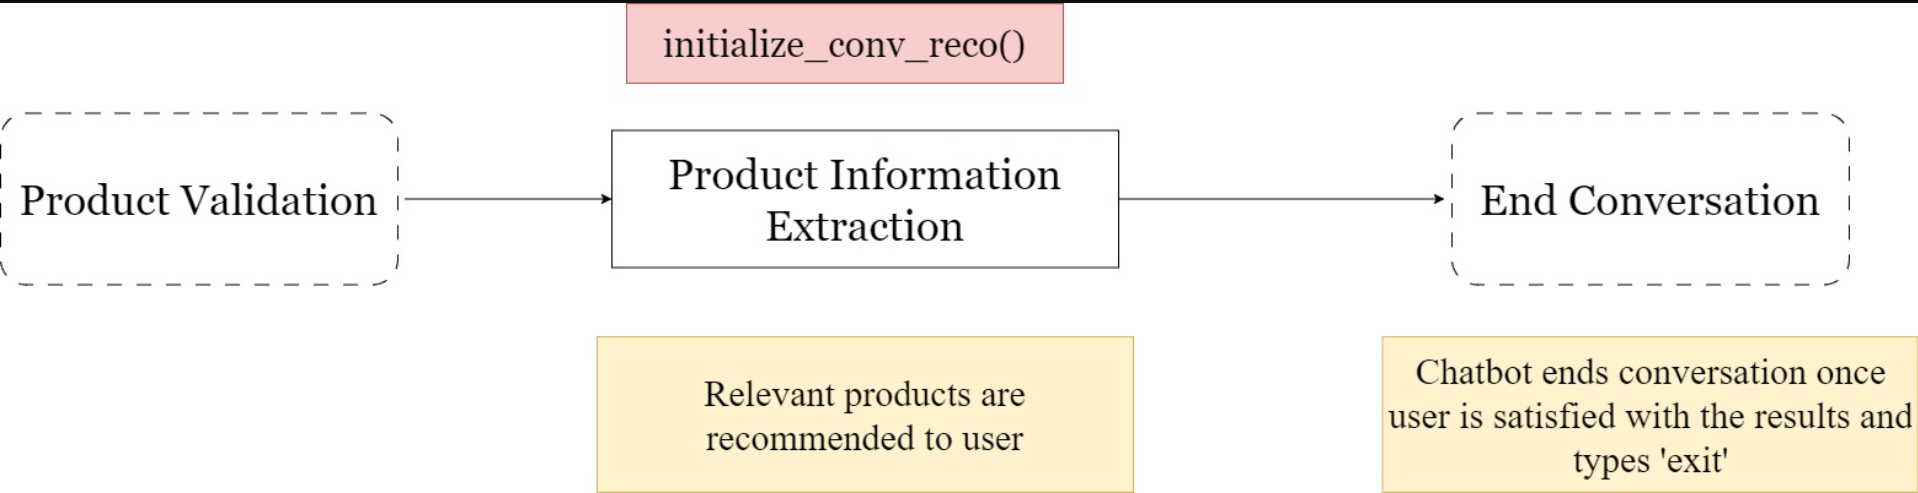 initialize_conv_reco()
Product Validation
Product Information
Extraction
End Conversation
Relevant products are
recommended to user
Chatbot ends conversation once
user is satisfied with the results and
types 'exit'